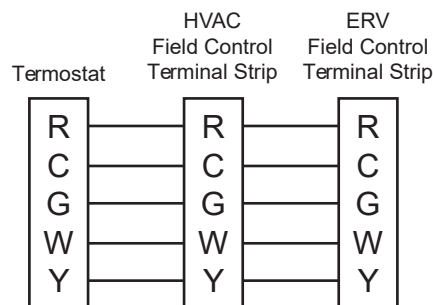 HVAC
Field Control
Terminal Strip
ERV
Field Control
Terminal Strip
Termostat
R R R
C C C
G G G
W W W
Y Y Y